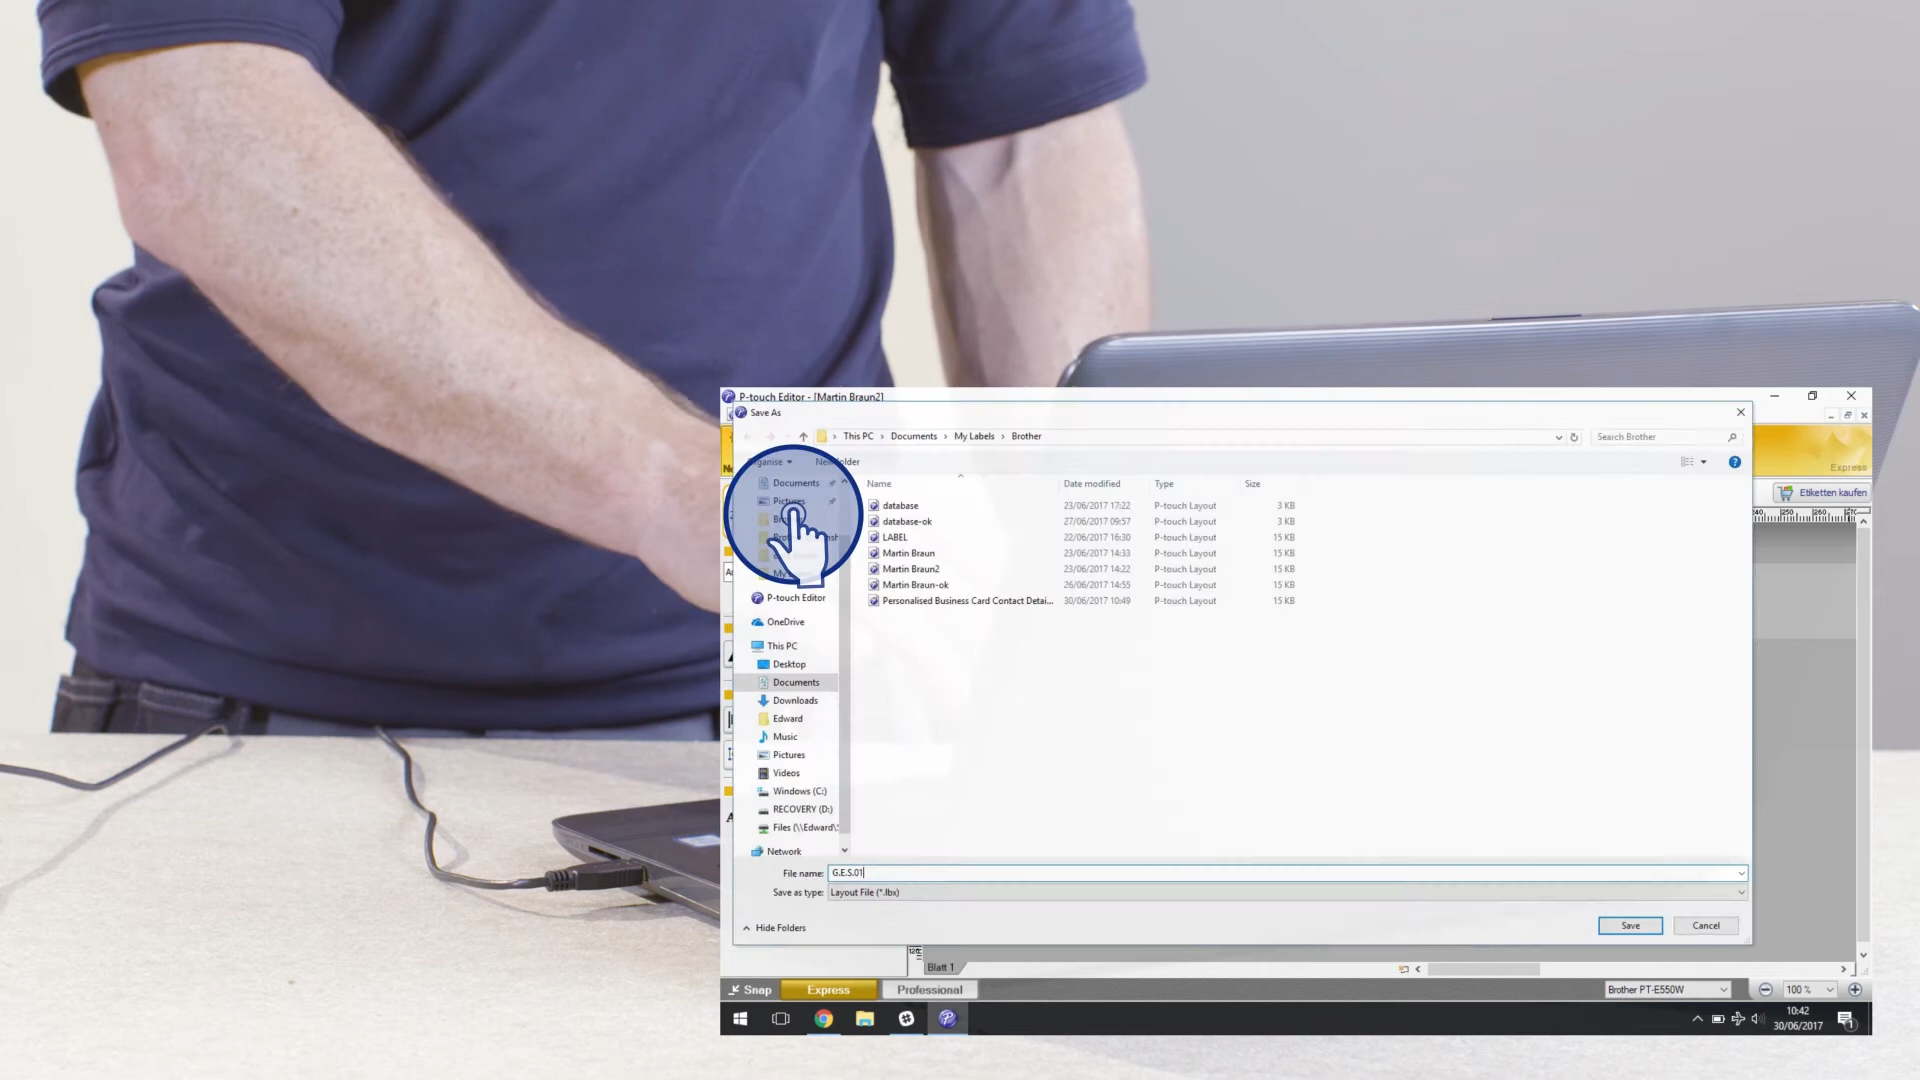 P-touch Editor - [Martin Braun2]
Save As
This PC › Documents › My Labels › Brother
Search Brother
Organise
New folder
Express
Etiketten kaufen
Name Date modified Type Size
Documents
Pictures
database 23/06/2017 17:22 P-touch Layout 3 KB
database-ok 27/06/2017 09:57 P-touch Layout 3 KB
LABEL 22/06/2017 16:30 P-touch Layout 15 KB
Martin Braun 23/06/2017 14:33 P-touch Layout 15 KB
Martin Braun2 23/06/2017 14:22 P-touch Layout 15 KB
Martin Braun-ok 26/06/2017 14:55 P-touch Layout 15 KB
Personalised Business Card Contact Detai... 30/06/2017 10:49 P-touch Layout 15 KB
P-touch Editor
OneDrive
This PC
Desktop
Documents
Downloads
Edward
Music
Pictures
Videos
Windows (C:)
RECOVERY (D:)
Files (\\Edward\
Network
File name: G.E.S.01
Save as type: Layout File (*.lbx)
Hide Folders
Save
Cancel
Blatt 1
Snap
Express
Professional
Brother PT-E550W
100 %
10:42
30/06/2017